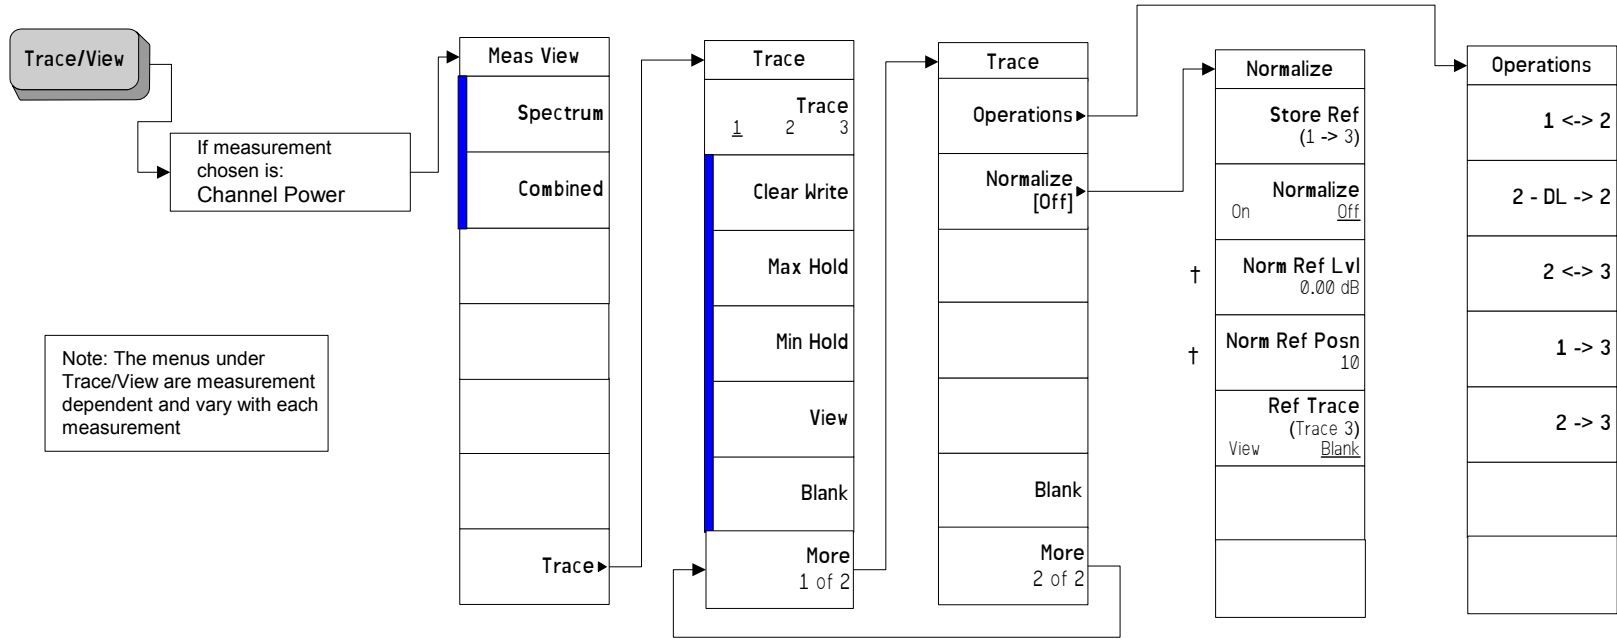 Trace/View
If measurement
chosen is:
Channel Power
Note: The menus under
Trace/View are measurement
dependent and vary with each
measurement
Meas View
Spectrum
Combined
Trace
Trace
Trace
1 2 3
Clear Write
Max Hold
Min Hold
View
Blank
More
1 of 2
Trace
Operations
Normalize
[Off]
Blank
More
2 of 2
Normalize
Store Ref
(1 -> 3)
Normalize
On Off
† Norm Ref Lvl
0.00 dB
† Norm Ref Posn
10
Ref Trace
(Trace 3)
View Blank
Operations
1 <-> 2
2 - DL -> 2
2 <-> 3
1 -> 3
2 -> 3